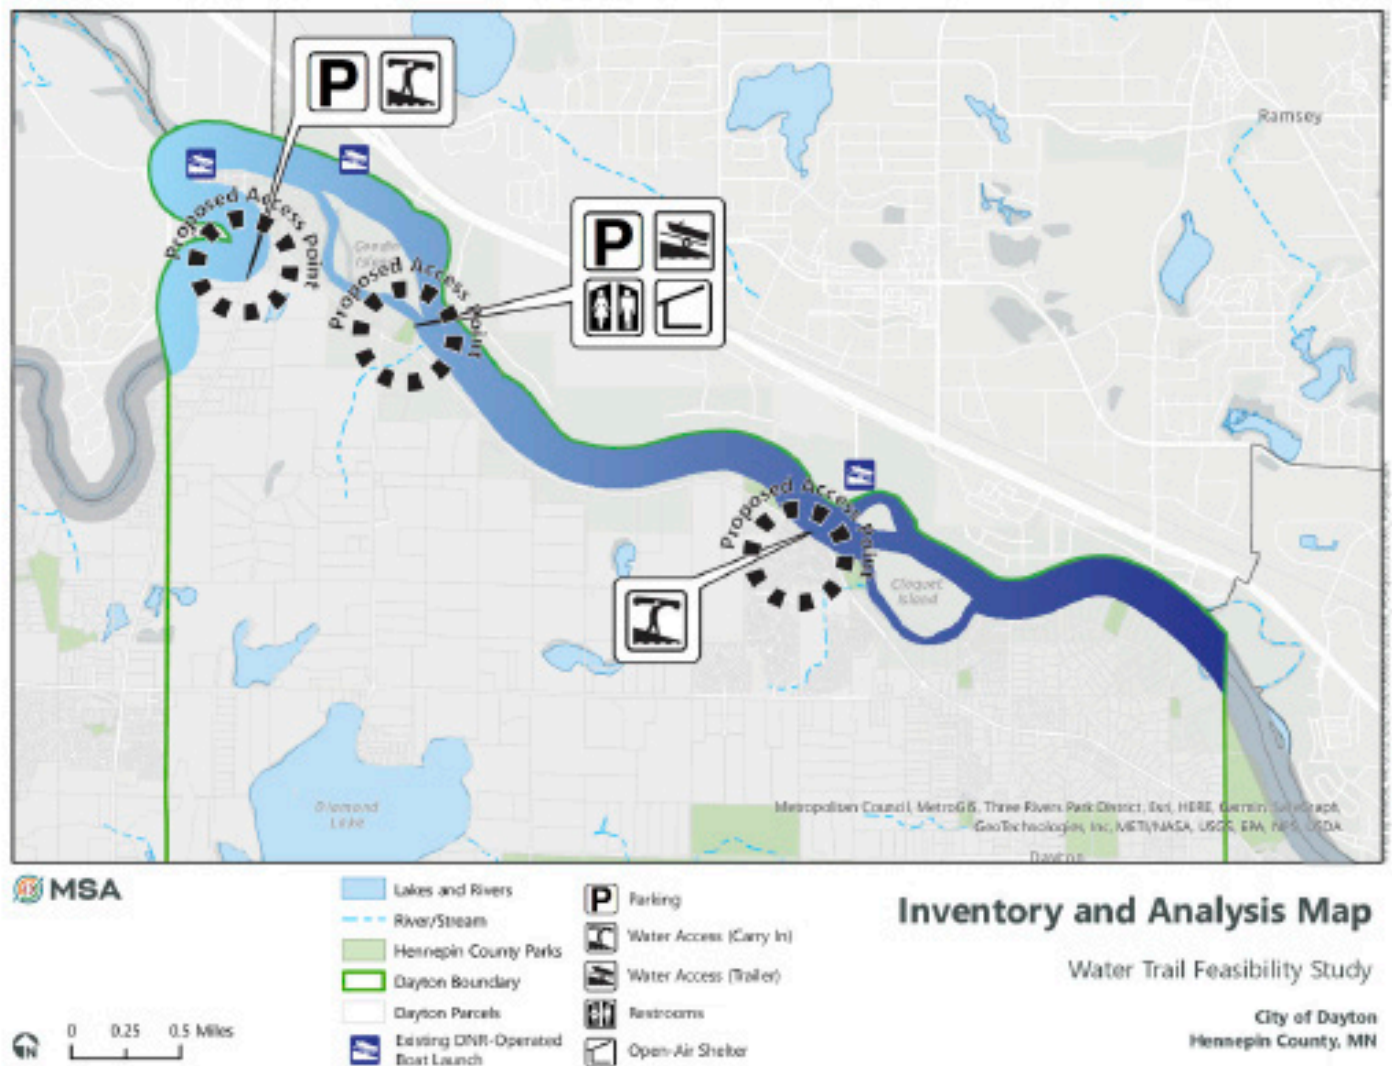 P
Ramsey
Proposed Access Point
P
Proposed Access Point
Proposed Access Point
Cloquet
Island
Diamond
Lake
Metropolitan Council, MetroGIS, Three Rivers Park District, Esri, HERE, Garmin, SafeGraph,
GeoTechnologies, Inc, METI/NASA, USGS, EPA, NPS, USDA
Dayton
MSA
Lakes and Rivers
River/Stream
Hennepin County Parks
Dayton Boundary
Dayton Parcels
Existing DNR-Operated
Boat Launch
P
Parking
Water Access (Carry In)
Water Access (Trailer)
Restrooms
Open-Air Shelter
Inventory and Analysis Map
Water Trail Feasibility Study
City of Dayton
Hennepin County, MN
N
0 0.25 0.5 Miles